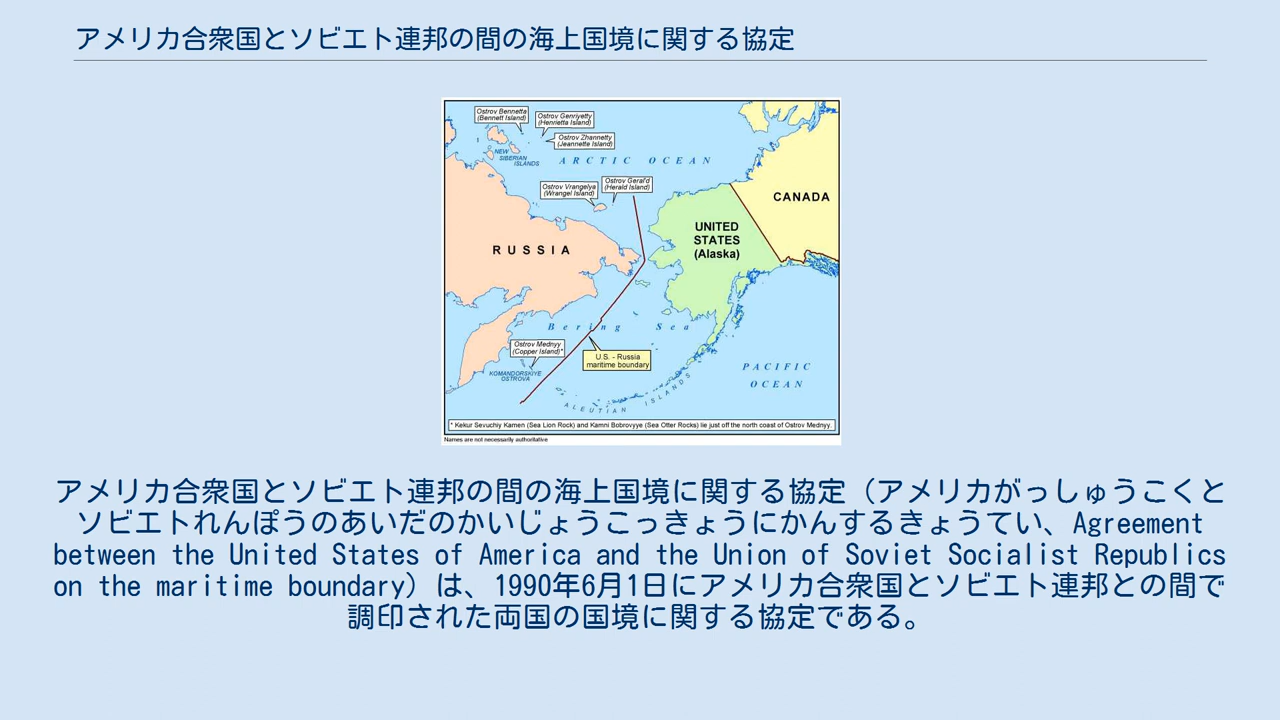 アメリカ合衆国とソビエト連邦の間の海上国境に関する協定
Ostrov Bennetta
(Bennett Island)
Ostrov Genriyetty
(Henrietta Island)
Ostrov Zhannetty
(Jeannette Island)
NEW
SIBERIAN
ISLANDS
ARCTIC OCEAN
Ostrov Vrangelya
(Wrangel Island)
Ostrov Geral'd
(Herald Island)
CANADA
UNITED
STATES
(Alaska)
RUSSIA
Bering Sea
Ostrov Mednyy
(Copper Island)*
U.S. - Russia
maritime boundary
KOMANDORSKIYE
OSTROVA
PACIFIC
OCEAN
ALEUTIAN ISLANDS
* Kekur Sevuchiy Kamen (Sea Lion Rock) and Kamni Bobrovyye (Sea Otter Rocks) lie just off the north coast of Ostrov Mednyy.
Names are not necessarily authoritative
アメリカ合衆国とソビエト連邦の間の海上国境に関する協定（アメリカがっしゅうこくと
ソビエトれんぽうのあいだのかいじょうこっきょうにかんするきょうてい、Agreement
between the United States of America and the Union of Soviet Socialist Republics
on the maritime boundary）は、1990年6月1日にアメリカ合衆国とソビエト連邦との間で
調印された両国の国境に関する協定である。